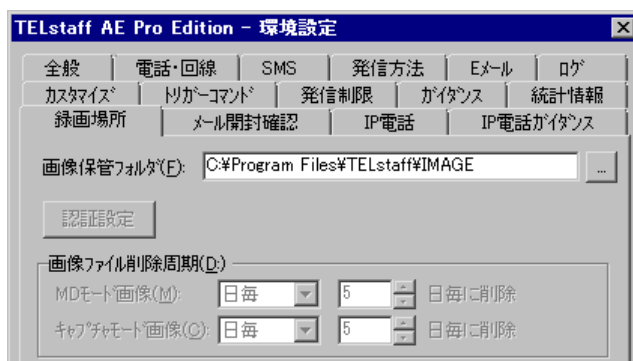 TELstaff AE Pro Edition - 環境設定
全般 電話・回線 SMS 発信方法 Eメール ログ
カスタマイズ トリガーコマンド 発信制限 ガイダンス 統計情報
録画場所 メール開封確認 IP電話 IP電話ガイダンス
画像保管フォルダ(F): C:¥Program Files¥TELstaff¥IMAGE ...
認証設定
画像ファイル削除周期(D:)
MDモード画像(M): 日毎 5 日毎に削除
キャプチャモード画像(C): 日毎 5 日毎に削除